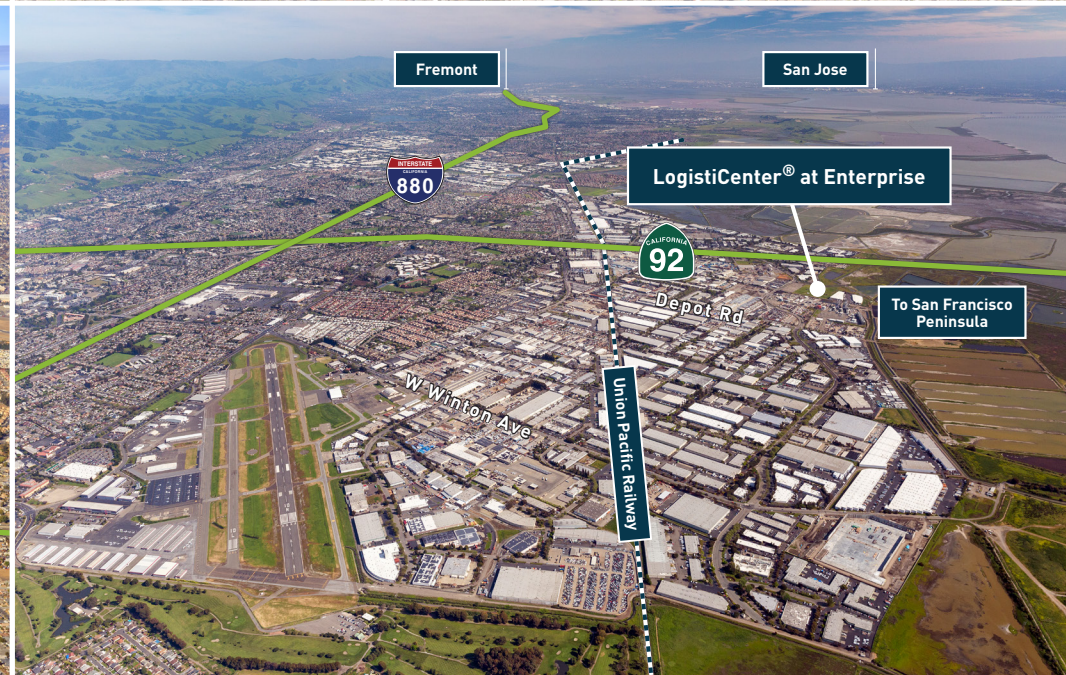 Fremont
San Jose
INTERSTATE
CALIFORNIA
880
LogistiCenter® at Enterprise
CALIFORNIA
92
Depot Rd
To San Francisco
Peninsula
W Winton Ave
Union Pacific Railway